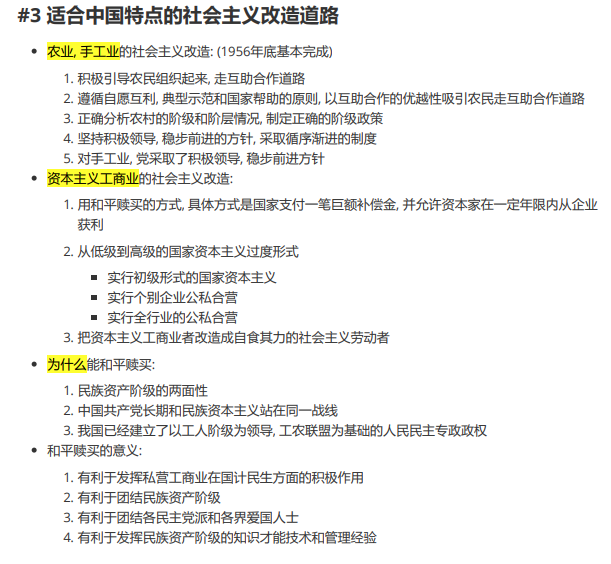 #3 适合中国特点的社会主义改造道路
农业, 手工业的社会主义改造: (1956年底基本完成)
1. 积极引导农民组织起来, 走互助合作道路
2. 遵循自愿互利, 典型示范和国家帮助的原则, 以互助合作的优越性吸引农民走互助合作道路
3. 正确分析农村的阶级和阶层情况, 制定正确的阶级政策
4. 坚持积极领导, 稳步前进的方针, 采取循序渐进的制度
5. 对手工业, 党采取了积极领导, 稳步前进方针
资本主义工商业的社会主义改造:
1. 用和平赎买的方式, 具体方式是国家支付一笔巨额补偿金, 并允许资本家在一定年限内从企业
获利
2. 从低级到高级的国家资本主义过度形式
实行初级形式的国家资本主义
实行个别企业公私合营
实行全行业的公私合营
3. 把资本主义工商业者改造成自食其力的社会主义劳动者
为什么能和平赎买:
1. 民族资产阶级的两面性
2. 中国共产党长期和民族资本主义站在同一战线
3. 我国已经建立了以工人阶级为领导, 工农联盟为基础的人民民主专政政权
和平赎买的意义:
1. 有利于发挥私营工商业在国计民生方面的积极作用
2. 有利于团结民族资产阶级
3. 有利于团结各民主党派和各界爱国人士
4. 有利于发挥民族资产阶级的知识才能技术和管理经验